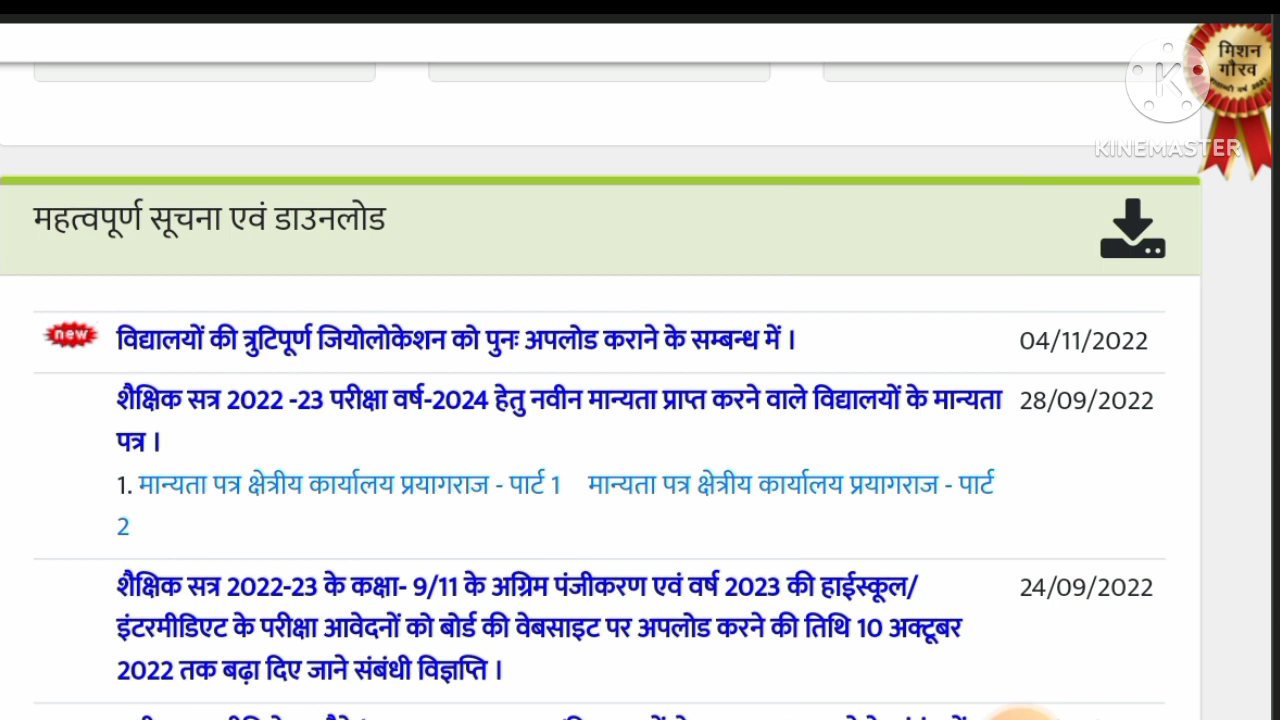 मिशन
गौरव
KINEMASTER
महत्वपूर्ण सूचना एवं डाउनलोड
new विद्यालयों की त्रुटिपूर्ण जियोलोकेशन को पुनः अपलोड कराने के सम्बन्ध में । 04/11/2022
शैक्षिक सत्र 2022 -23 परीक्षा वर्ष-2024 हेतु नवीन मान्यता प्राप्त करने वाले विद्यालयों के मान्यता 28/09/2022
पत्र ।
1. मान्यता पत्र क्षेत्रीय कार्यालय प्रयागराज - पार्ट 1 मान्यता पत्र क्षेत्रीय कार्यालय प्रयागराज - पार्ट
2
शैक्षिक सत्र 2022-23 के कक्षा- 9/11 के अग्रिम पंजीकरण एवं वर्ष 2023 की हाईस्कूल/ 24/09/2022
इंटरमीडिएट के परीक्षा आवेदनों को बोर्ड की वेबसाइट पर अपलोड करने की तिथि 10 अक्टूबर
2022 तक बढ़ा दिए जाने संबंधी विज्ञप्ति ।